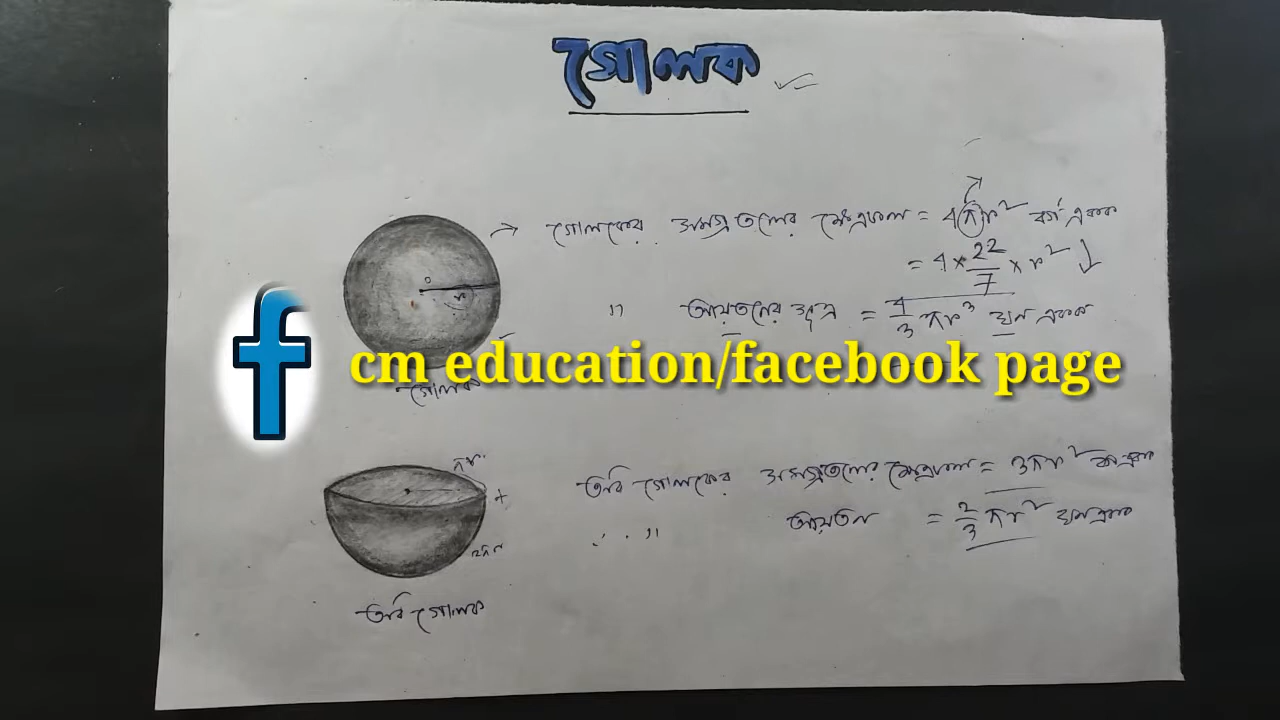 গোলক
→ গোলকের সমগ্রতলের ক্ষেত্রফল = 4πr² বর্গ একক
= 4 × 22/7 × r²
" আয়তনের সূত্র = 4/3 πr³ ঘন একক
o r
গোলক
f cm education/facebook page
অর্ধ গোলকের সমগ্রতলের ক্ষেত্রফল = 3πr² বর্গ একক
" আয়তন = 2/3 πr² ঘন একক
অর্ধ গোলক